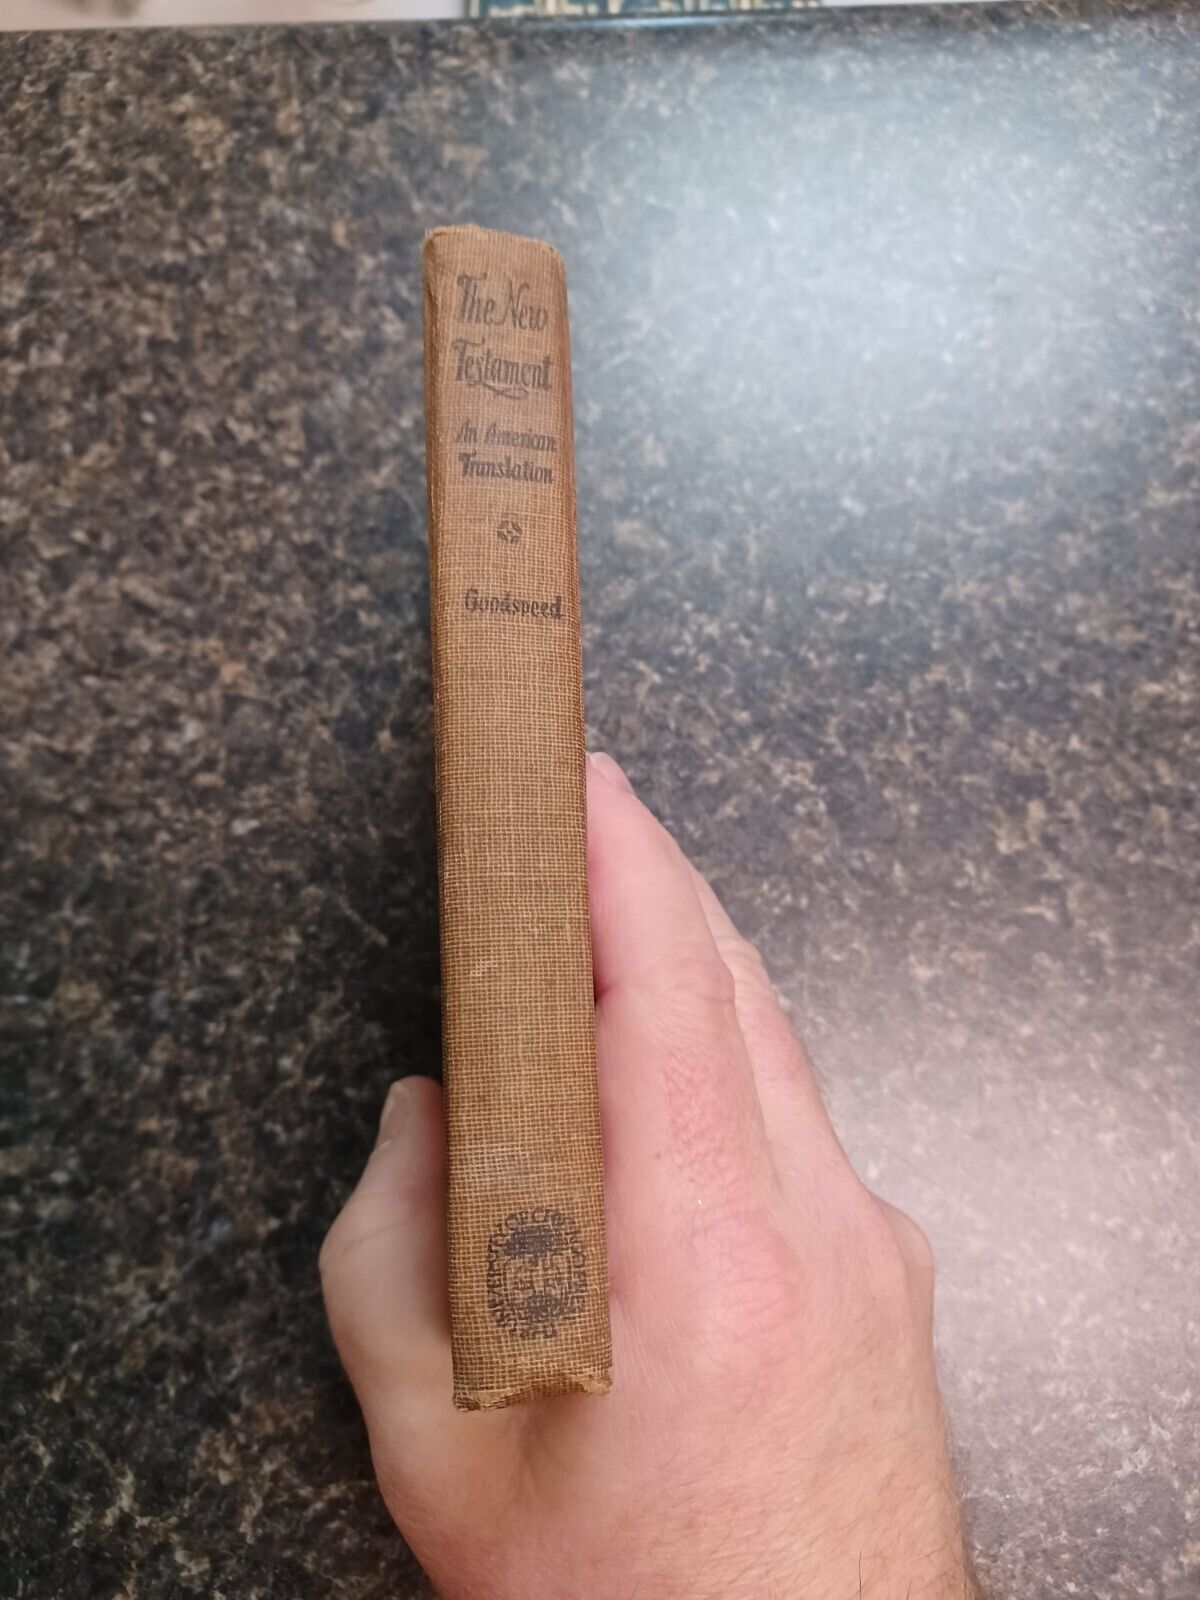 The New
Testament
An American
Translation
Goodspeed